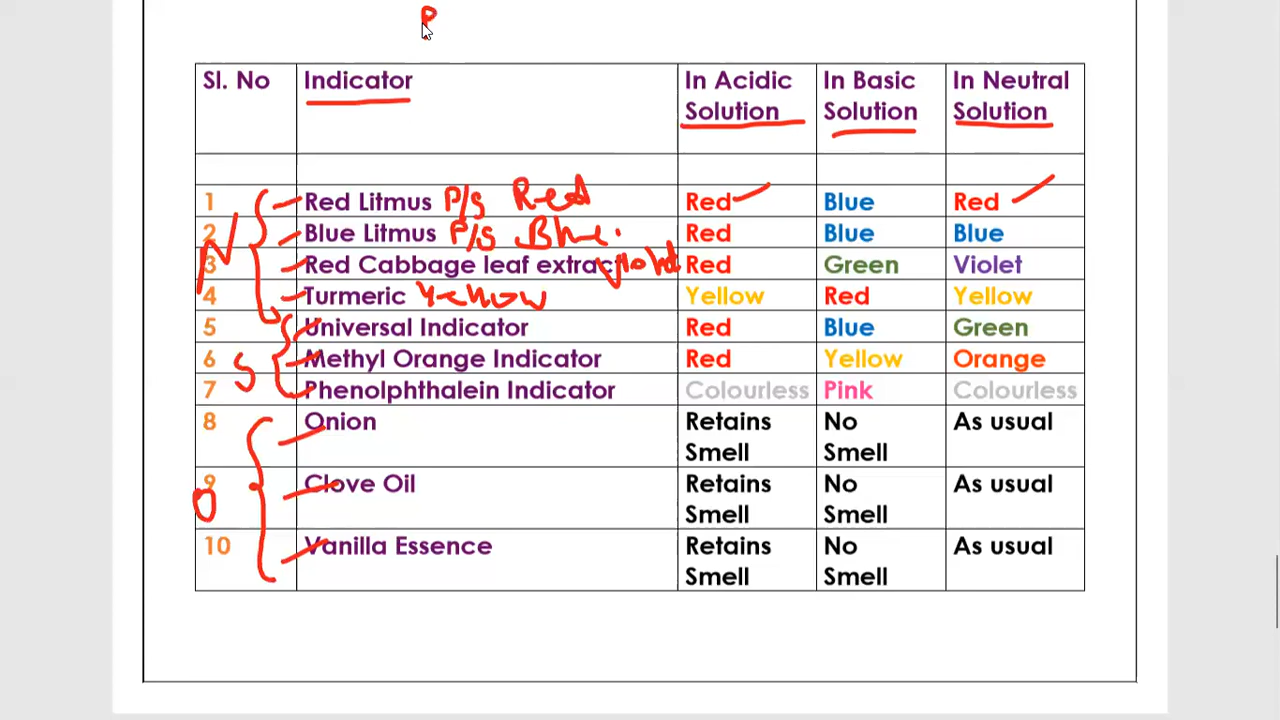 P
Sl. No Indicator In Acidic Solution In Basic Solution In Neutral Solution
1 Red Litmus P/S Red Red Blue Red
2 Blue Litmus P/S Blue. Red Blue Blue
3 Red Cabbage leaf extract Violet Red Green Violet
4 Turmeric Yellow Yellow Red Yellow
5 Universal Indicator Red Blue Green
6 Methyl Orange Indicator Red Yellow Orange
7 Phenolphthalein Indicator Colourless Pink Colourless
8 Onion Retains Smell No Smell As usual
9 Clove Oil Retains Smell No Smell As usual
10 Vanilla Essence Retains Smell No Smell As usual
N
S
O